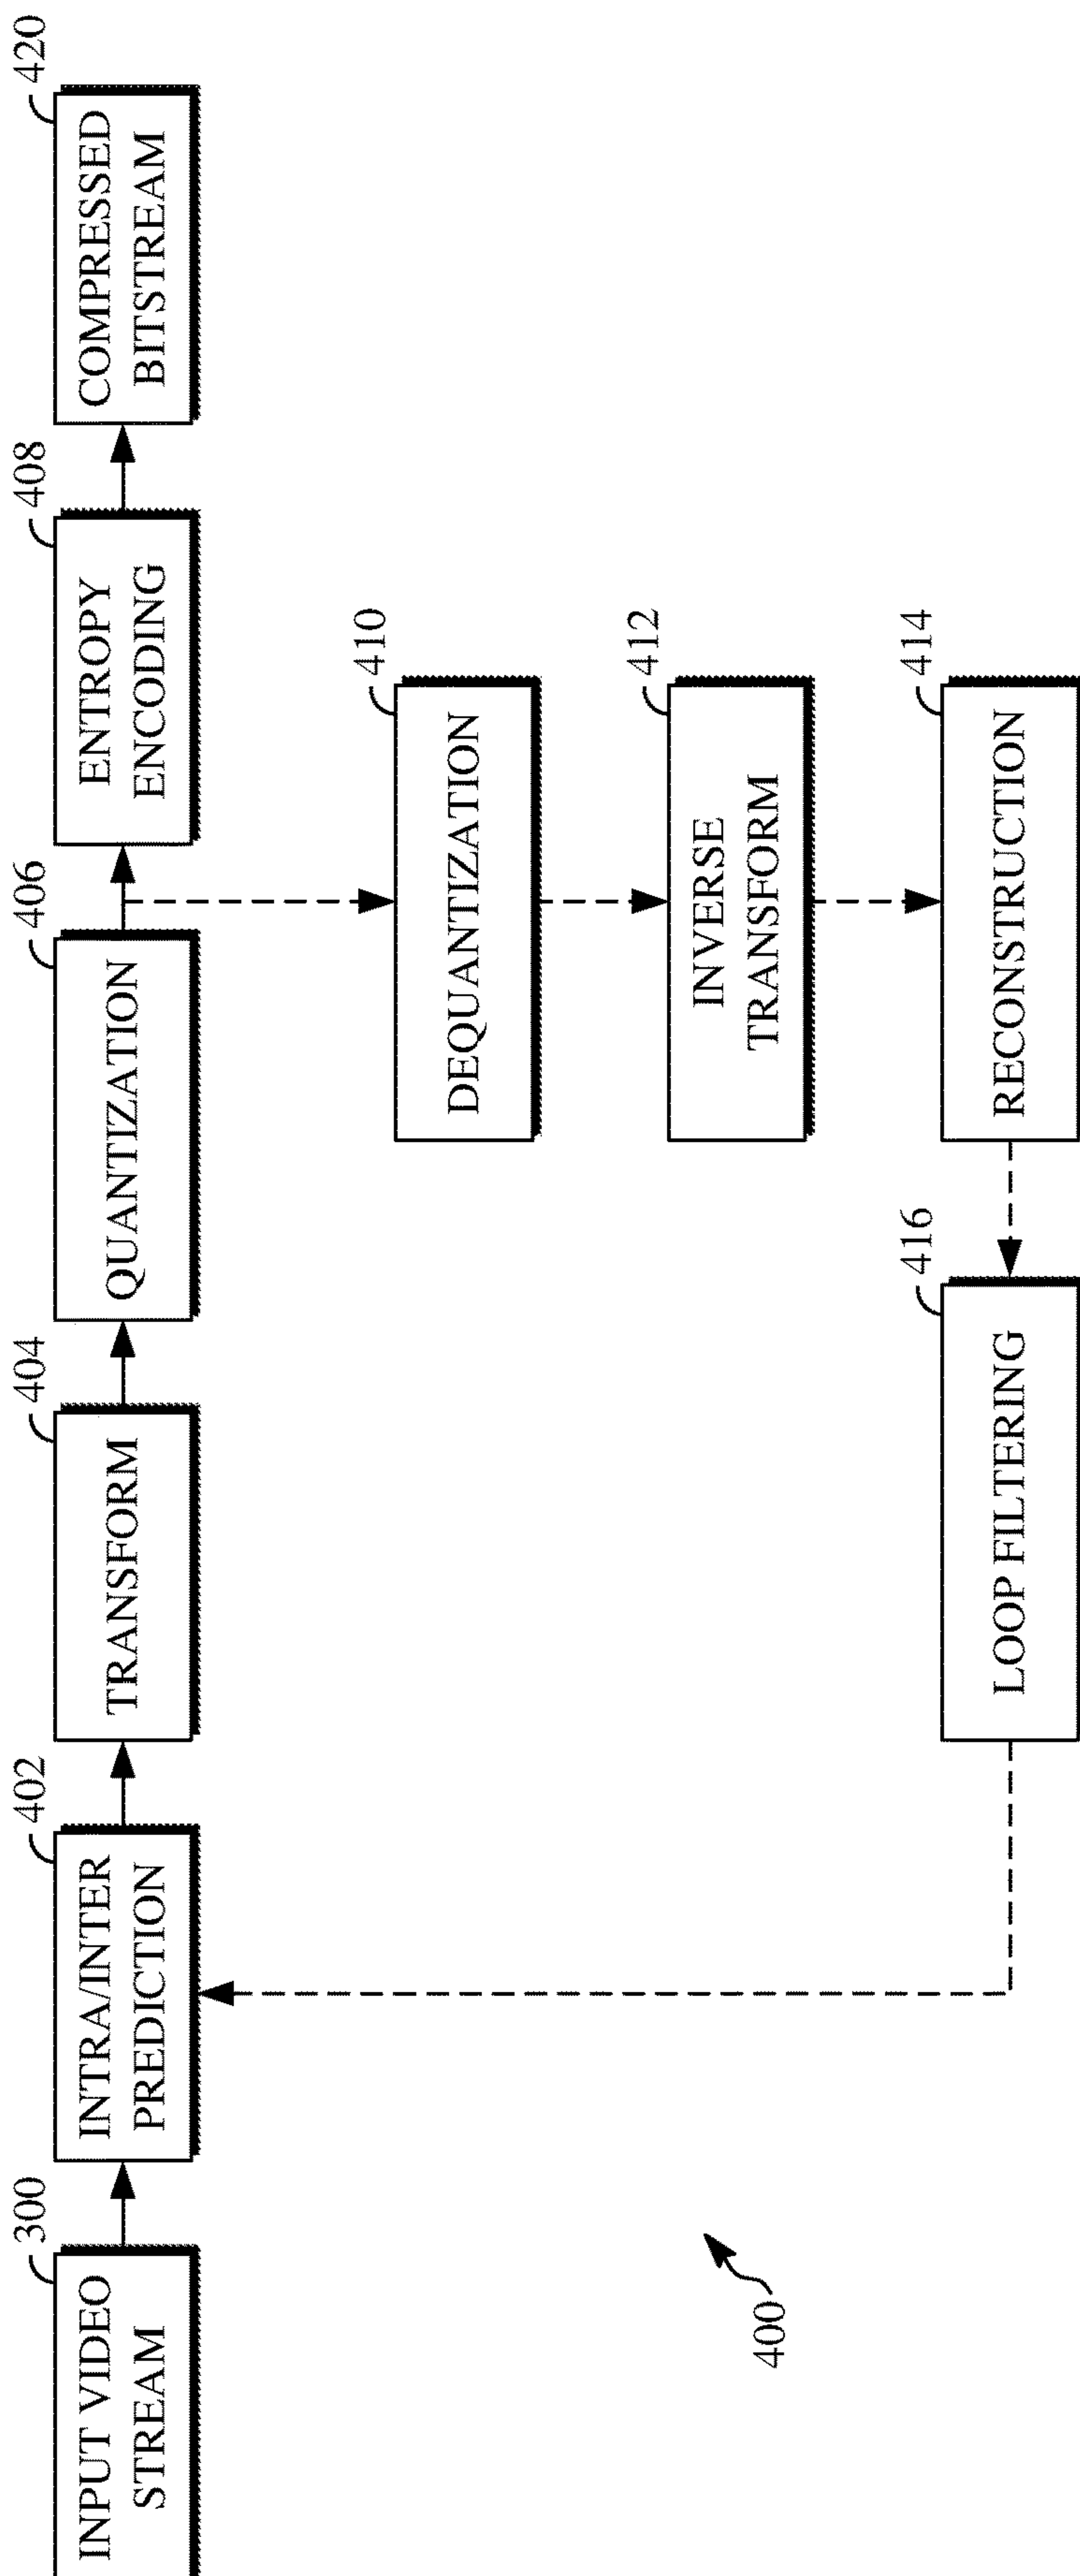 300
INPUT VIDEO
STREAM
402
INTRA/INTER
PREDICTION
404
TRANSFORM
406
QUANTIZATION
408
ENTROPY
ENCODING
420
COMPRESSED
BITSTREAM
410
DEQUANTIZATION
412
INVERSE
TRANSFORM
416
LOOP FILTERING
414
RECONSTRUCTION
400